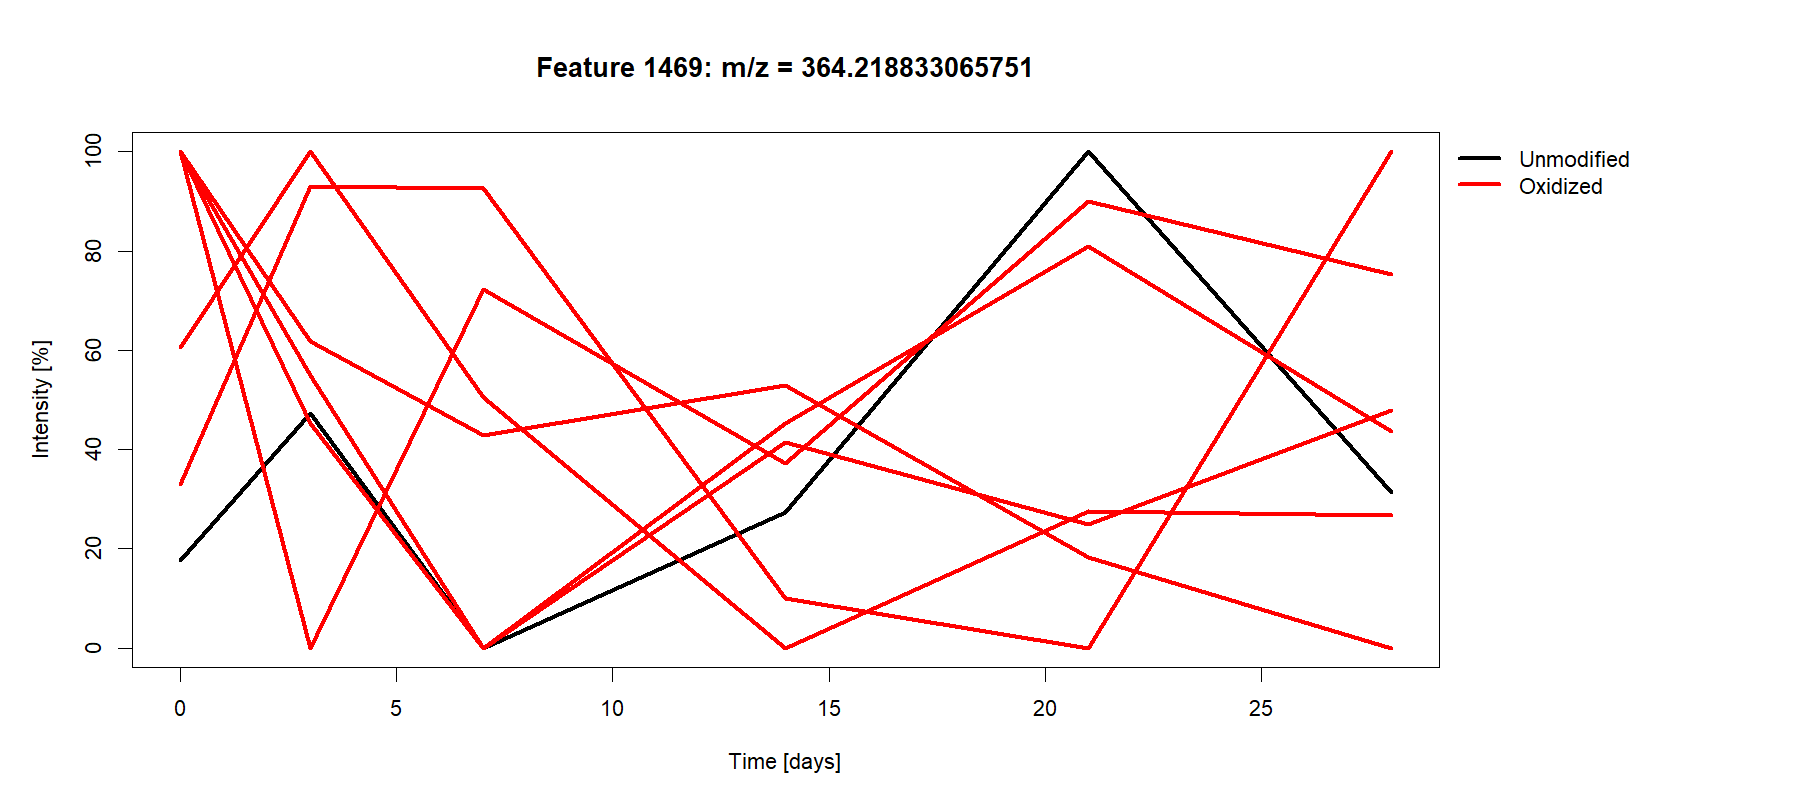 Feature 1469: m/z = 364.218833065751
Unmodified
Oxidized
Intensity [%]
100
80
60
40
20
0
0 5 10 15 20 25
Time [days]